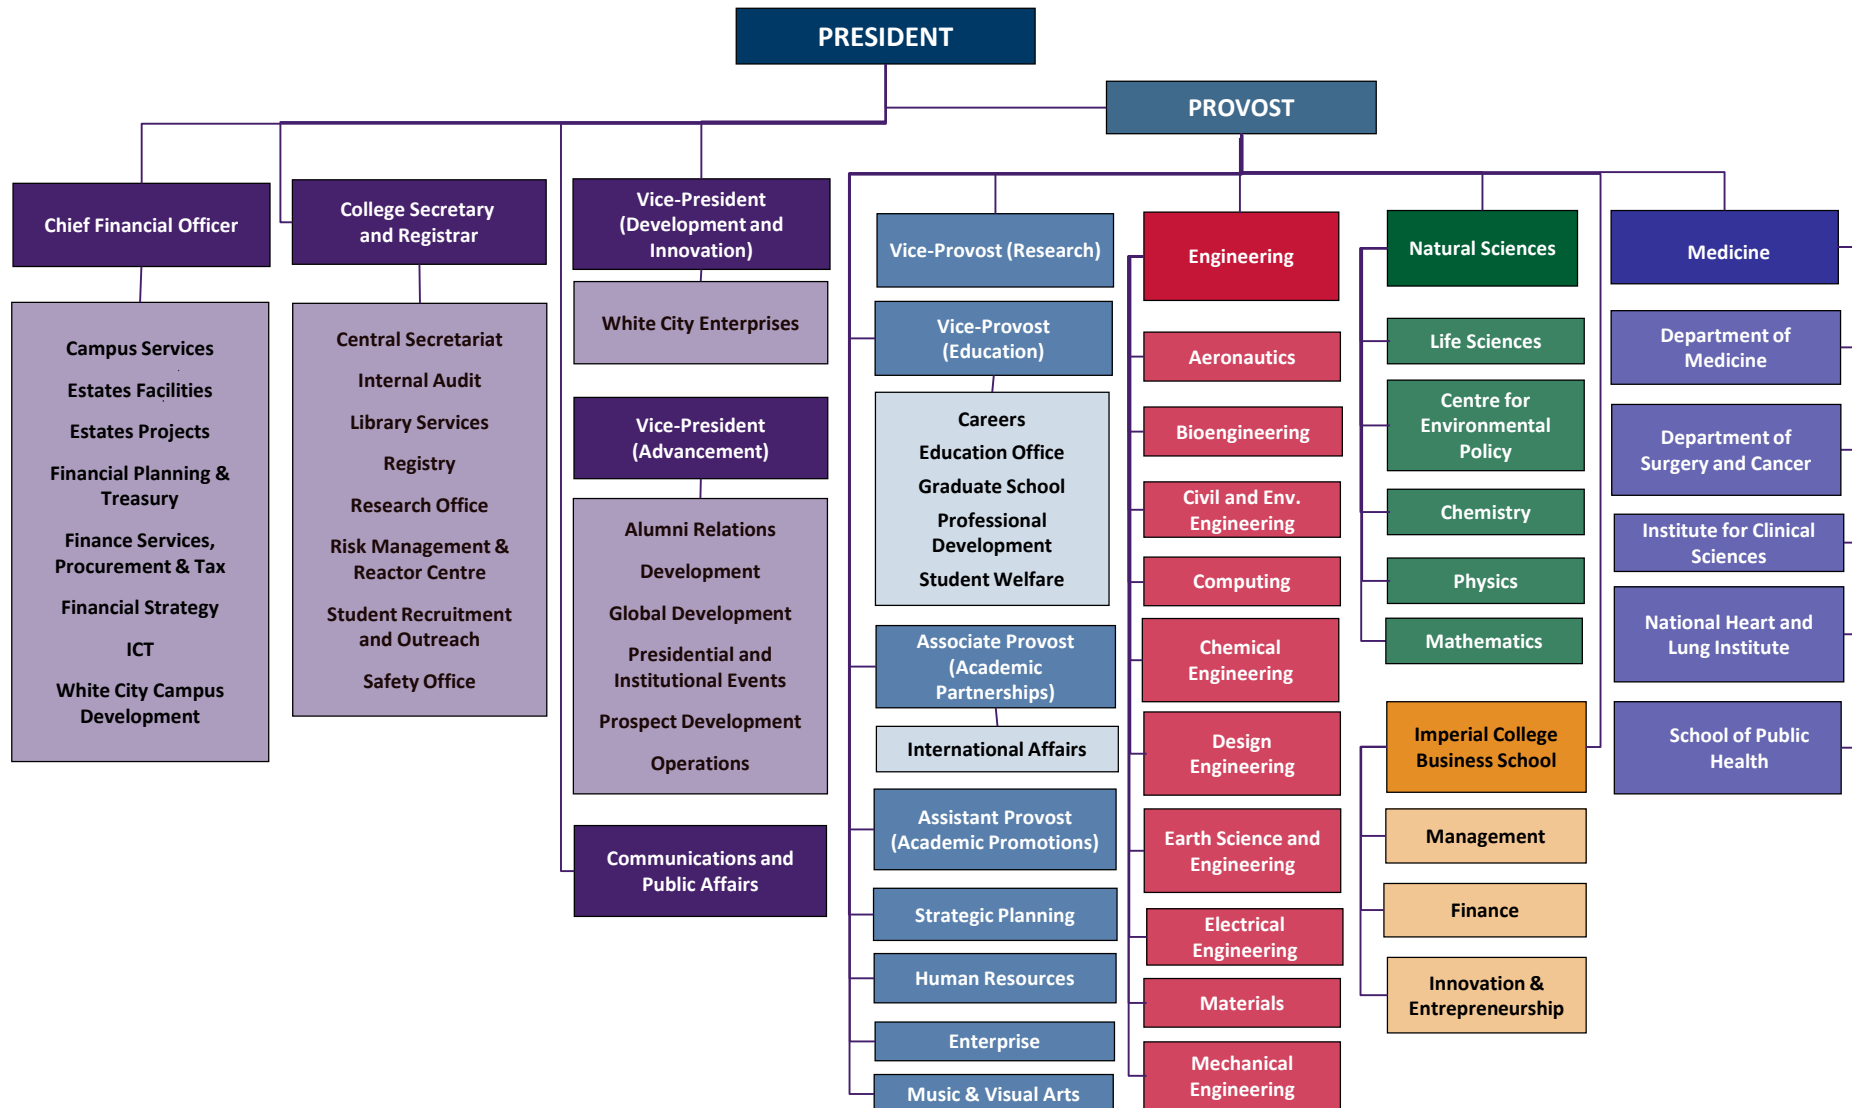 PRESIDENT
PROVOST
Chief Financial Officer
Campus Services
Estates Facilities
Estates Projects
Financial Planning &
Treasury
Finance Services,
Procurement & Tax
Financial Strategy
ICT
White City Campus
Development
College Secretary
and Registrar
Central Secretariat
Internal Audit
Library Services
Registry
Research Office
Risk Management &
Reactor Centre
Student Recruitment
and Outreach
Safety Office
Vice-President
(Development and
Innovation)
White City Enterprises
Vice-President
(Advancement)
Alumni Relations
Development
Global Development
Presidential and
Institutional Events
Prospect Development
Operations
Communications and
Public Affairs
Vice-Provost (Research)
Vice-Provost
(Education)
Careers
Education Office
Graduate School
Professional
Development
Student Welfare
Associate Provost
(Academic
Partnerships)
International Affairs
Assistant Provost
(Academic Promotions)
Strategic Planning
Human Resources
Enterprise
Music & Visual Arts
Engineering
Aeronautics
Bioengineering
Civil and Env.
Engineering
Computing
Chemical
Engineering
Design
Engineering
Earth Science and
Engineering
Electrical
Engineering
Materials
Mechanical
Engineering
Natural Sciences
Life Sciences
Centre for
Environmental
Policy
Chemistry
Physics
Mathematics
Imperial College
Business School
Management
Finance
Innovation &
Entrepreneurship
Medicine
Department of
Medicine
Department of
Surgery and Cancer
Institute for Clinical
Sciences
National Heart and
Lung Institute
School of Public
Health